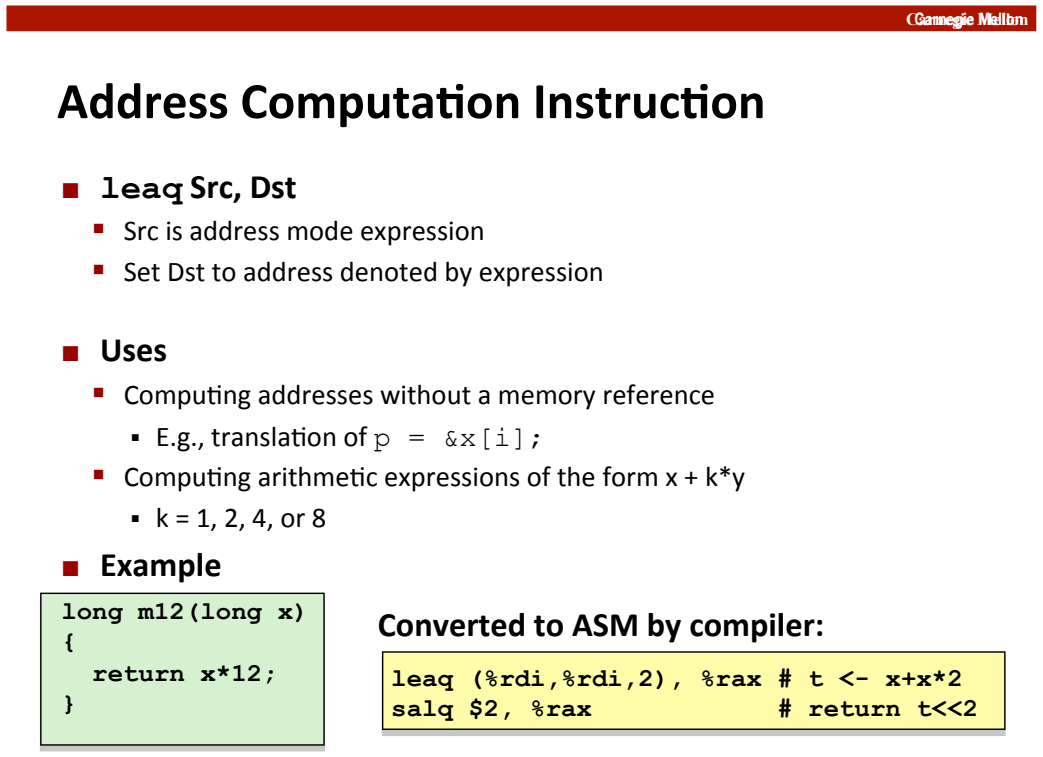 Carnegie Mellon
Address Computation Instruction
leaq Src, Dst
Src is address mode expression
Set Dst to address denoted by expression
Uses
Computing addresses without a memory reference
E.g., translation of p = &x[i];
Computing arithmetic expressions of the form x + k*y
k = 1, 2, 4, or 8
Example
long m12(long x)
{
  return x*12;
}
Converted to ASM by compiler:
leaq (%rdi,%rdi,2), %rax # t <- x+x*2
salq $2, %rax            # return t<<2